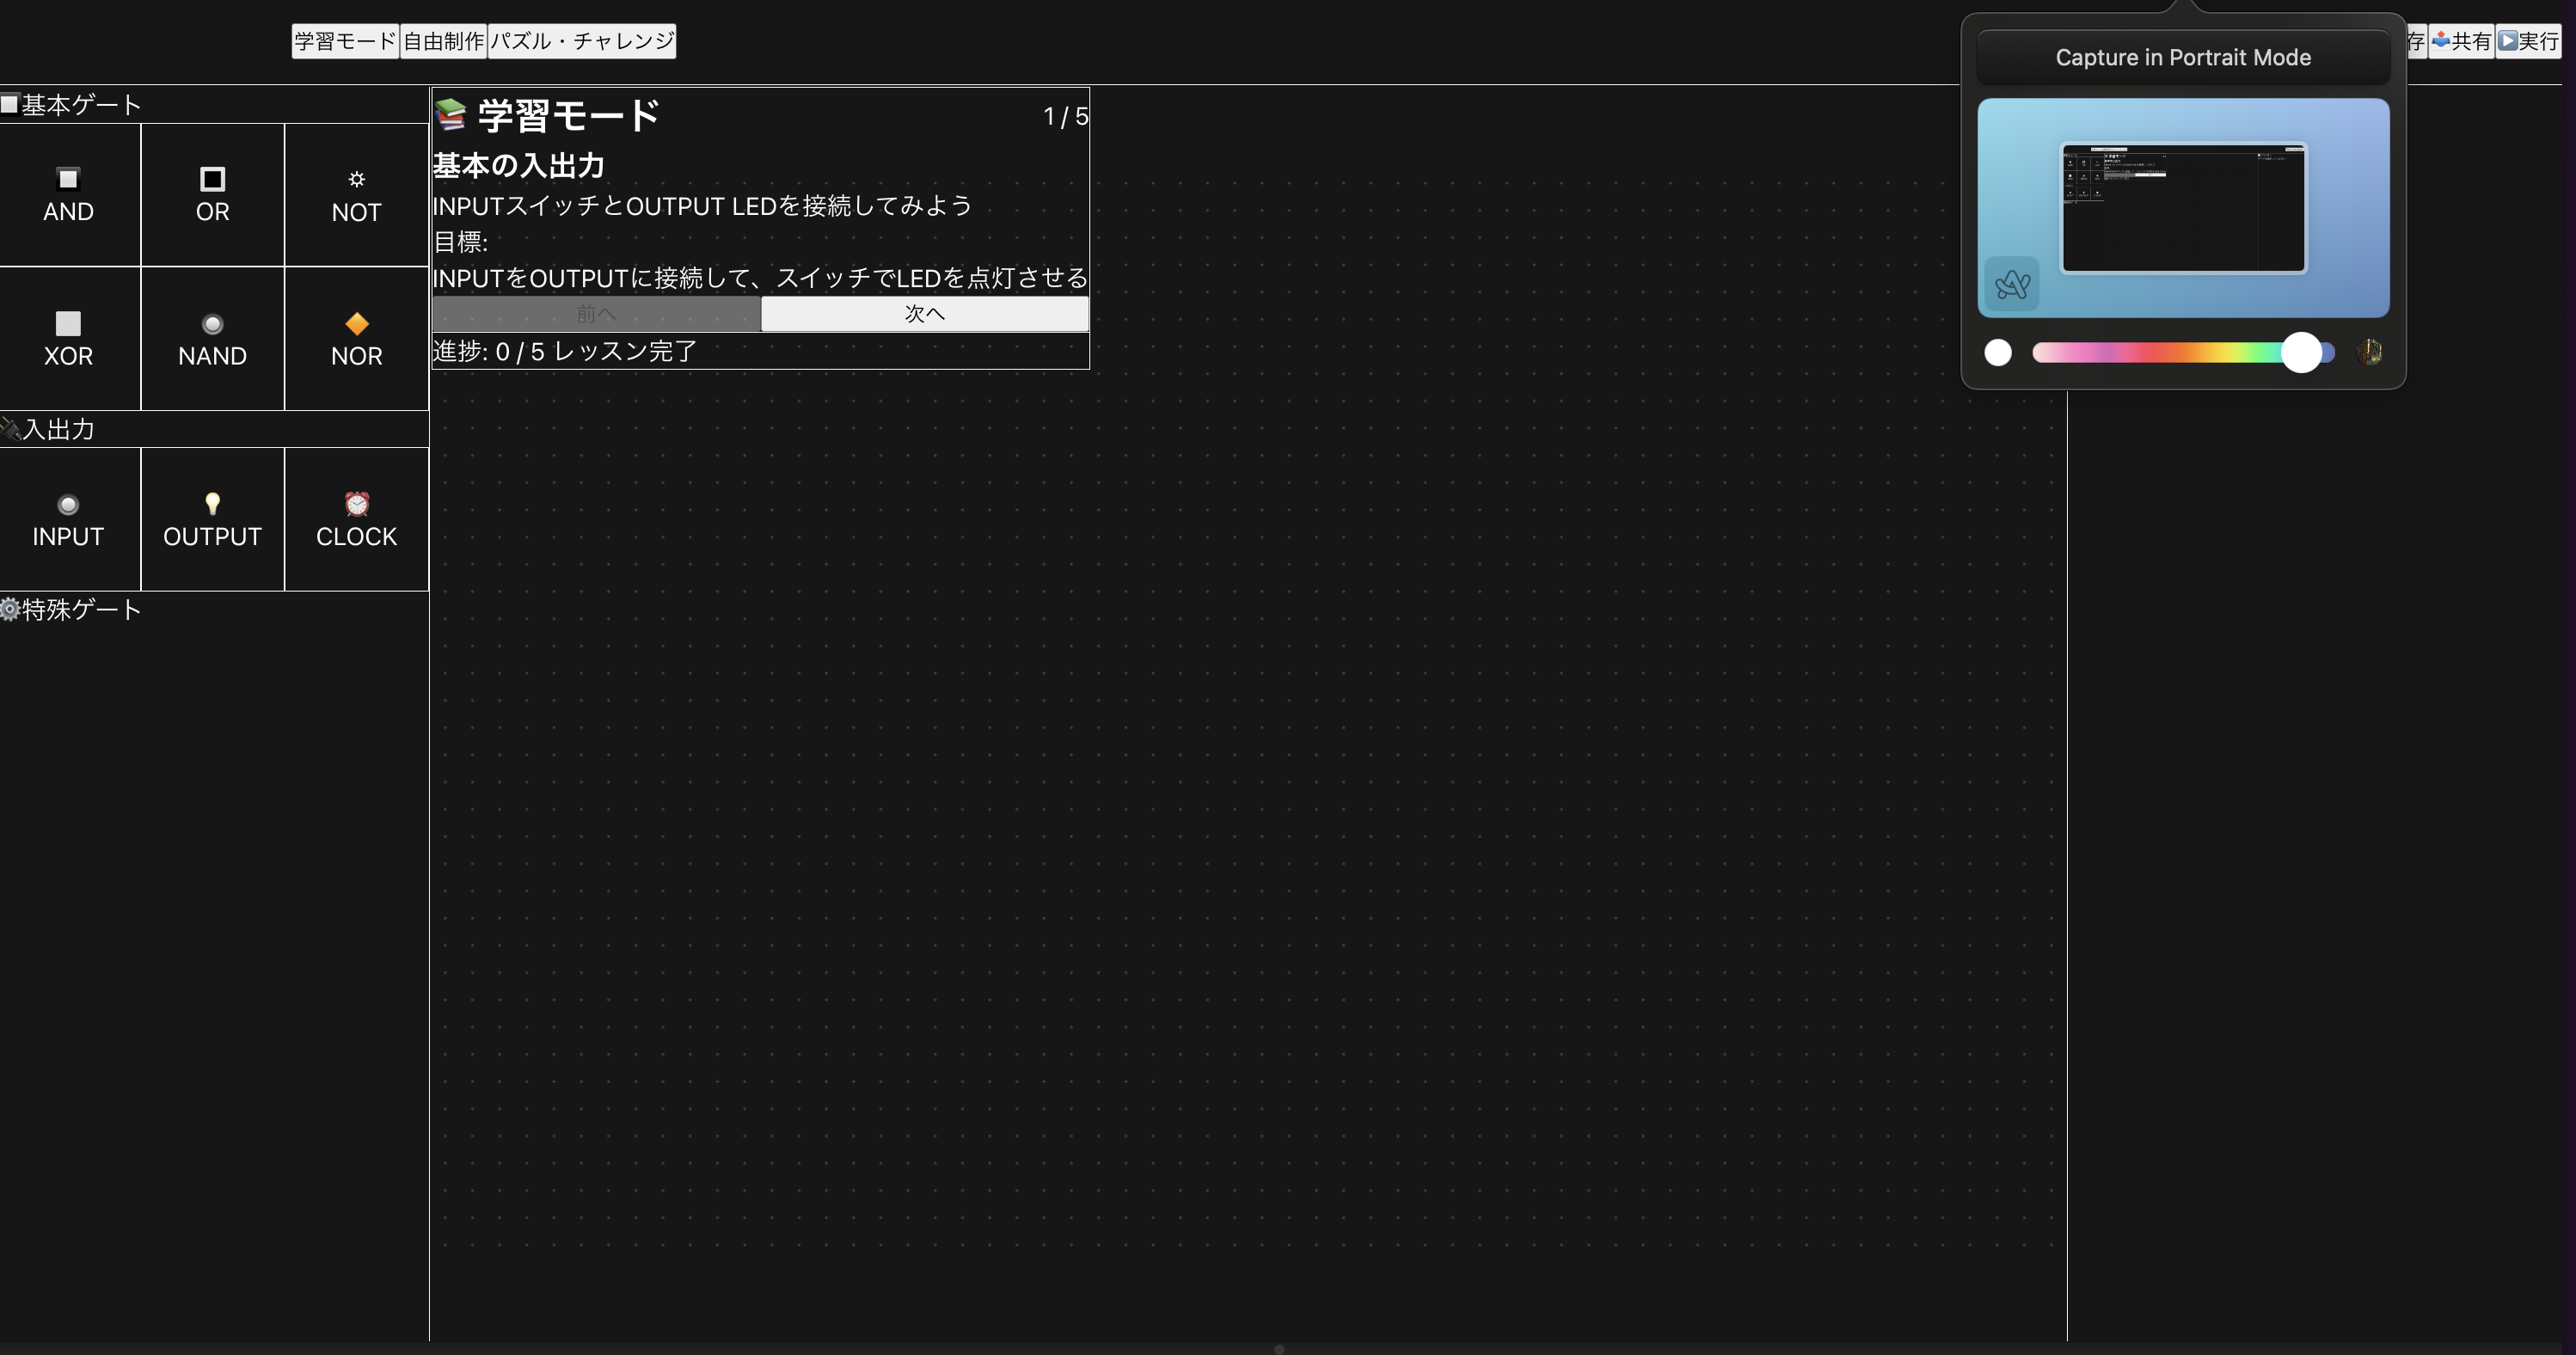 学習モード 自由制作 パズル・チャレンジ
存 共有 実行
Capture in Portrait Mode
基本ゲート
AND OR NOT
XOR NAND NOR
入出力
INPUT OUTPUT CLOCK
特殊ゲート
学習モード 1 / 5
基本の入出力
INPUTスイッチとOUTPUT LEDを接続してみよう
目標:
INPUTをOUTPUTに接続して、スイッチでLEDを点灯させる
前へ 次へ
進捗: 0 / 5 レッスン完了